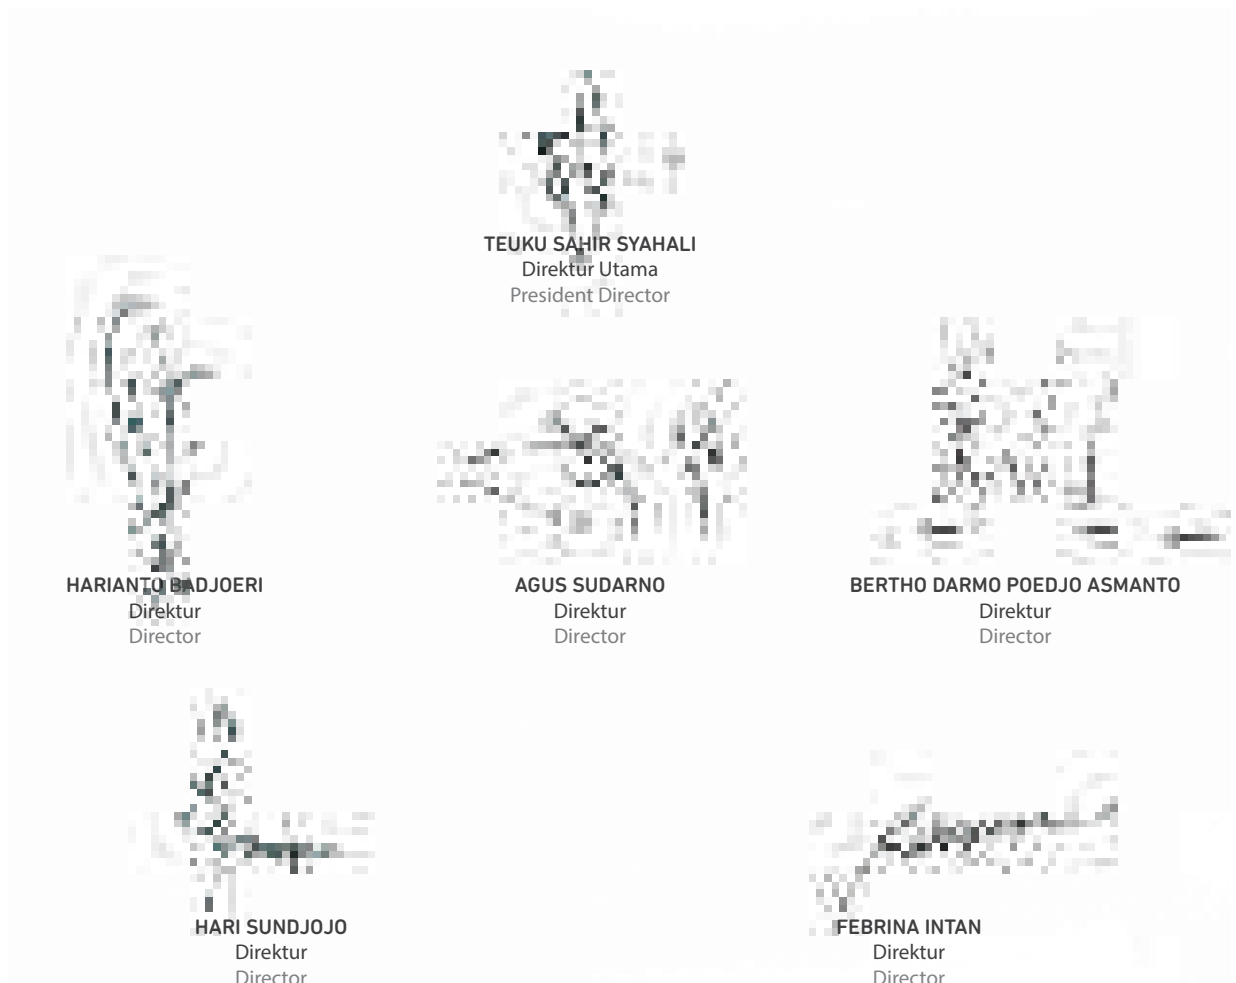 TEUKU SAHIR SYAHALI
Direktur Utama
President Director
HARIANTO BADJOERI
Direktur
Director
AGUS SUDARNO
Direktur
Director
BERTHO DARMO POEDJO ASMANTO
Direktur
Director
HARI SUNDJOJO
Direktur
Director
FEBRINA INTAN
Direktur
Director